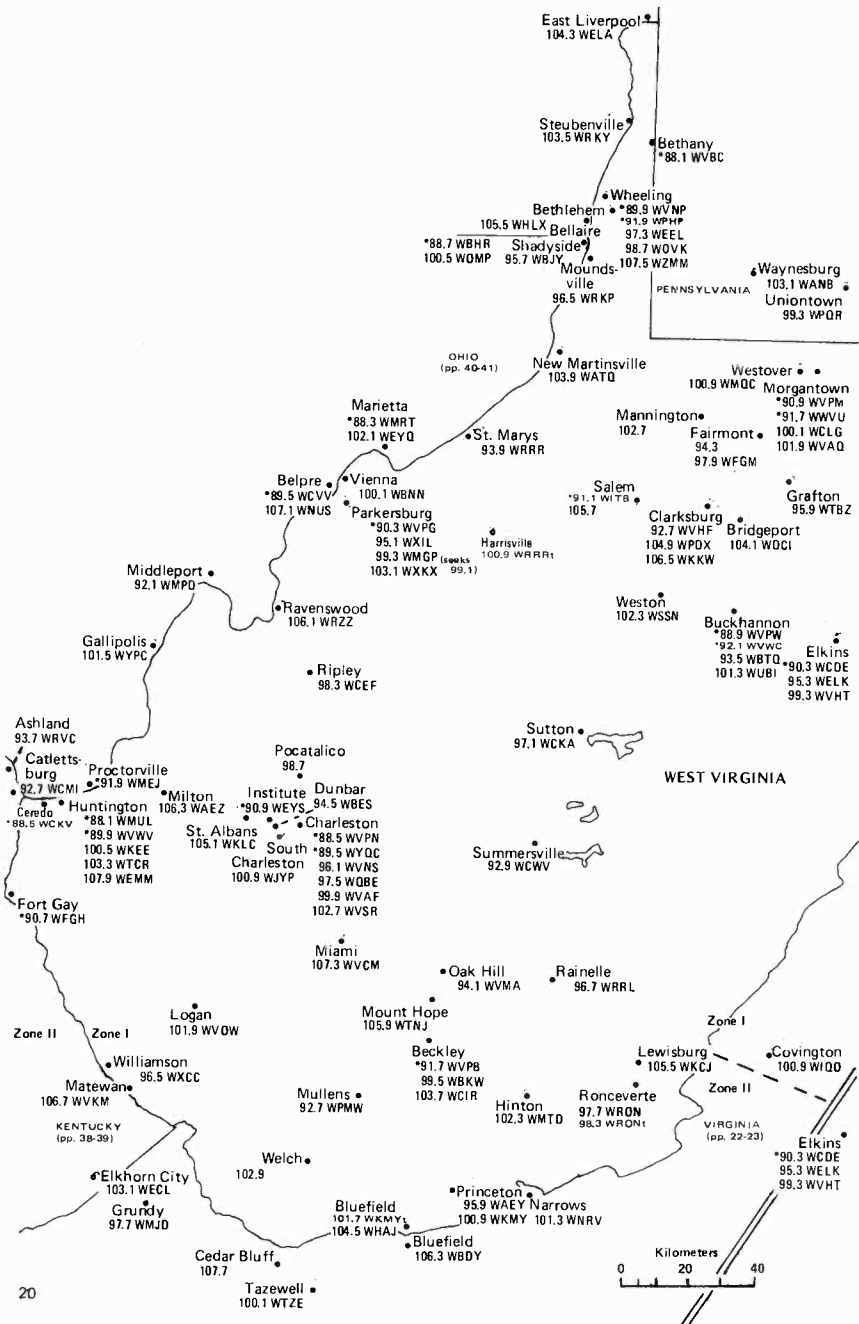 East Liverpool
104.3 WELA
Steubenville
103.5 WRKY
Bethany
*88.1 WVBC
Wheeling
*89.9 WVNP
*91.9 WPHP
97.3 WEEL
98.7 WOVK
107.5 WZMM
Bethlehem
105.5 WHLX
Bellaire
*88.7 WBHR
100.5 WOMP
Shadyside
95.7 WBJY
Mounds-
ville
96.5 WRKP
PENNSYLVANIA
Waynesburg
103.1 WANB
Uniontown
99.3 WPQR
OHIO
(pp. 40-41)
New Martinsville
103.9 WATQ
Westover
100.9 WMQC
Morgantown
*90.9 WVPM
*91.7 WWVU
100.1 WCLG
101.9 WVAQ
Marietta
*88.3 WMRT
102.1 WEYQ
St. Marys
93.9 WRRR
Mannington
102.7
Fairmont
94.3
97.9 WFGM
Belpre
*89.5 WCVV
107.1 WNUS
Vienna
100.1 WBNN
Parkersburg
*90.3 WVPG
95.1 WXIL
99.3 WMGP (seeks
99.1)
103.1 WXKX
Harrisville
100.9 WRRRt
Salem
*91.1 WITB
105.7
Clarksburg
92.7 WVHF
104.9 WPDX
106.5 WKKW
Bridgeport
104.1 WDCI
Grafton
95.9 WTBZ
Middleport
92.1 WMPO
Ravenswood
106.1 WRZZ
Weston
102.3 WSSN
Buckhannon
*88.9 WVPW
*92.1 WVWC
93.5 WBTQ
101.3 WUBI
Elkins
*90.3 WCDE
95.3 WELK
99.3 WVHT
Gallipolis
101.5 WYPC
Ripley
98.3 WCEF
Sutton
97.1 WCKA
Ashland
93.7 WRVC
Catletts-
burg
92.7 WCMI
Proctorville
*91.9 WMEJ
Pocatalico
98.7
WEST VIRGINIA
Ceredo
*88.5 WCKV
Huntington
*88.1 WMUL
*89.9 WVWV
100.5 WKEE
103.3 WTCR
107.9 WEMM
Milton
106.3 WAEZ
Institute
*90.9 WEYS
Dunbar
94.5 WBES
St. Albans
105.1 WKLC
South
Charleston
100.9 WJYP
Charleston
*88.5 WVPN
*89.5 WYQC
96.1 WVNS
97.5 WQBE
99.9 WVAF
102.7 WVSR
Summersville
92.9 WCWV
Fort Gay
*90.7 WFGH
Miami
107.3 WVCM
Oak Hill
94.1 WVMA
Rainelle
96.7 WRRL
Logan
101.9 WVOW
Mount Hope
105.9 WTNJ
Zone II
Zone I
Zone I
Zone II
Williamson
96.5 WXCC
Beckley
*91.7 WVPB
99.5 WBKW
103.7 WCIR
Lewisburg
105.5 WKCJ
Covington
100.9 WIQO
Matewan
106.7 WVKM
Mullens
92.7 WPMW
Hinton
102.3 WMTD
Ronceverte
97.7 WRON
98.3 WRONt
KENTUCKY
(pp. 38-39)
VIRGINIA
(pp. 22-23)
Elkins
*90.3 WCDE
95.3 WELK
99.3 WVHT
Welch
102.9
Elkhorn City
103.1 WECL
Grundy
97.7 WMJD
Princeton
95.9 WAEY
100.9 WKMY
Narrows
101.3 WNRV
Bluefield
101.7 WKMYt
104.5 WHAJ
Bluefield
106.3 WBDY
Cedar Bluff
107.7
Tazewell
100.1 WTZE
Kilometers
0 20 40
20